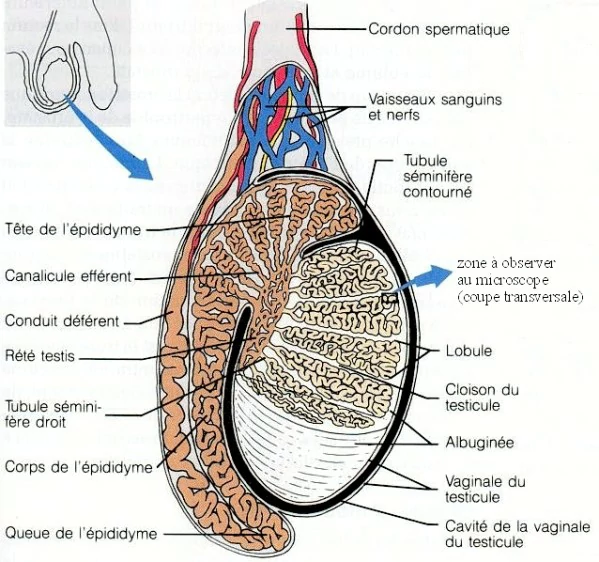 Cordon spermatique
Vaisseaux sanguins
et nerfs
Tubule
séminifère
contourné
Tête de l'épididyme
Canalicule efférent
Conduit déférent
Rété testis
Tubule sémini-
fère droit
Corps de l'épididyme
Queue de l'épididyme
zone à observer
au microscope
(coupe transversale)
Lobule
Cloison du
testicule
Albuginée
Vaginale du
testicule
Cavité de la vaginale
du testicule